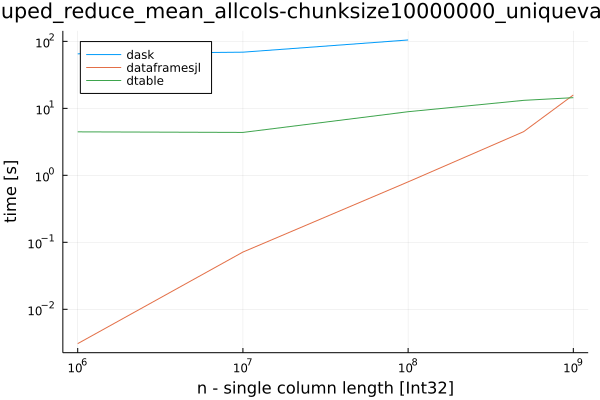 uped_reduce_mean_allcols-chunksize10000000_uniqueva
10²
10¹
10⁰
10⁻¹
10⁻²
time [s]
dask
dataframesjl
dtable
10⁶ 10⁷ 10⁸ 10⁹
n - single column length [Int32]